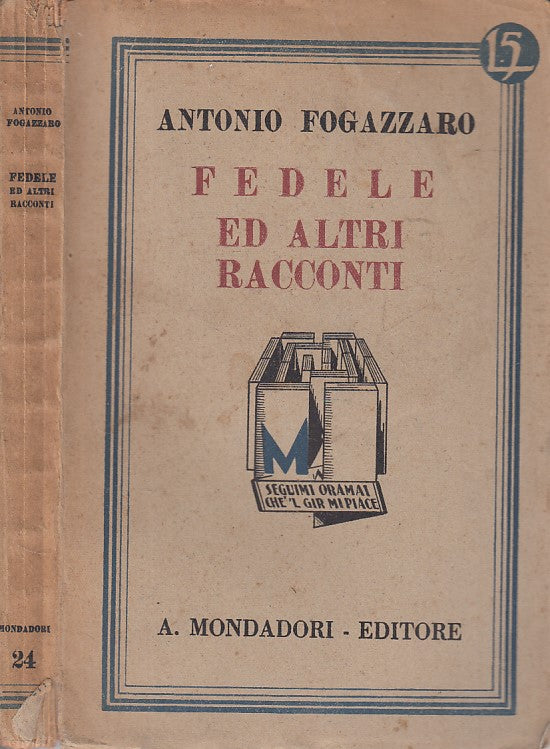 ANTONIO
FOGAZZARO
FEDELE
ED ALTRI
RACCONTI
MONDADORI
24
L5
ANTONIO FOGAZZARO
FEDELE
ED ALTRI
RACCONTI
M
SEGUIMI ORAMAI
CHE 'L GIR MI PIACE
A. MONDADORI - EDITORE